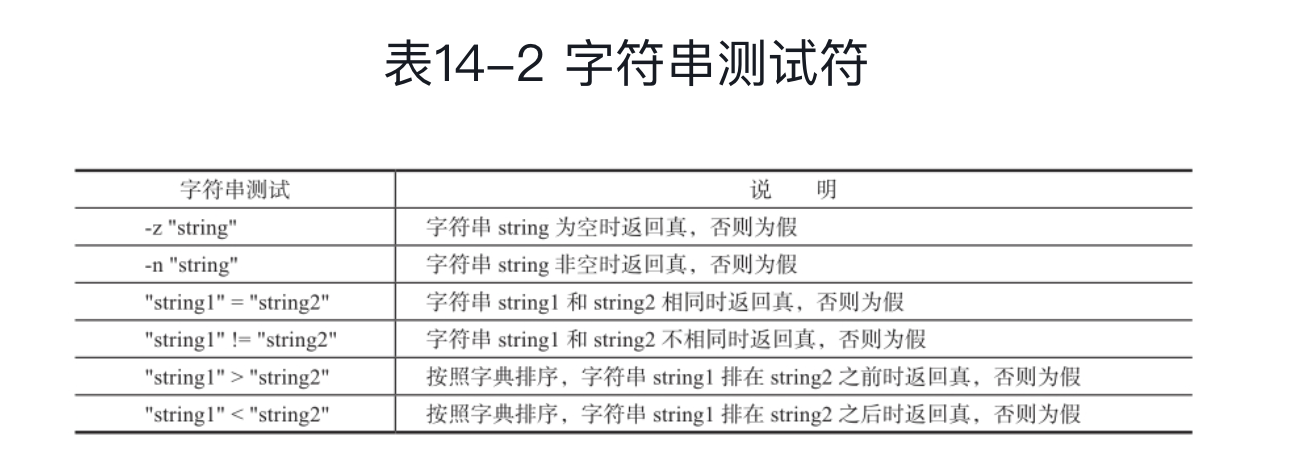 表14-2 字符串测试符
字符串测试 说 明
-z "string" 字符串 string 为空时返回真，否则为假
-n "string" 字符串 string 非空时返回真，否则为假
"string1" = "string2" 字符串 string1 和 string2 相同时返回真，否则为假
"string1" != "string2" 字符串 string1 和 string2 不相同时返回真，否则为假
"string1" > "string2" 按照字典排序，字符串 string1 排在 string2 之前时返回真，否则为假
"string1" < "string2" 按照字典排序，字符串 string1 排在 string2 之后时返回真，否则为假